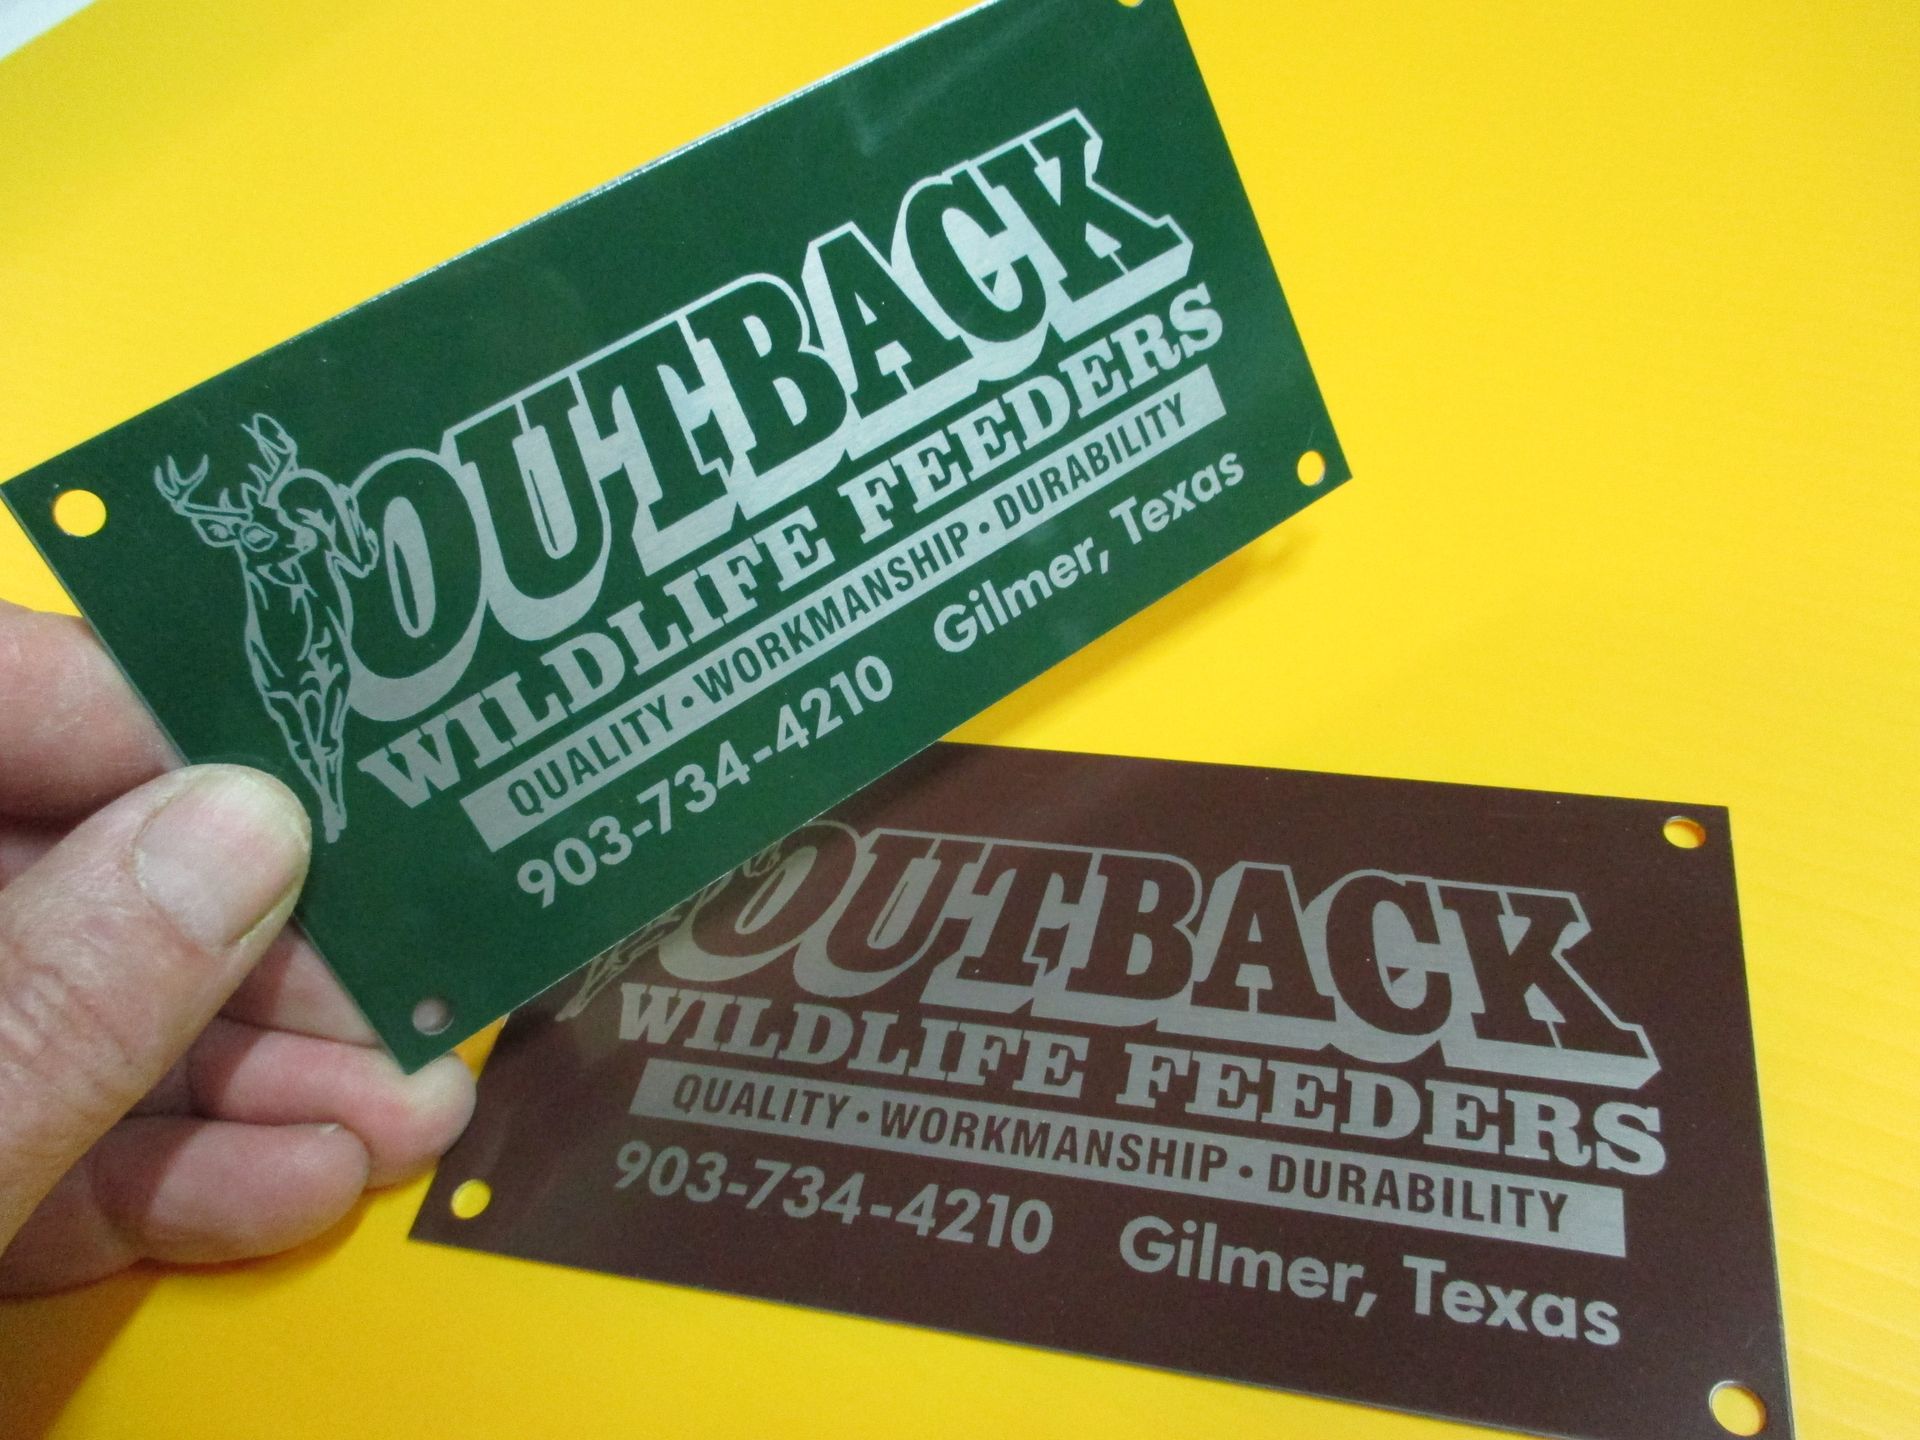 OUTBACK
WILDLIFE FEEDERS
QUALITY • WORKMANSHIP • DURABILITY
903-734-4210 Gilmer, Texas
OUTBACK
WILDLIFE FEEDERS
QUALITY • WORKMANSHIP • DURABILITY
903-734-4210 Gilmer, Texas